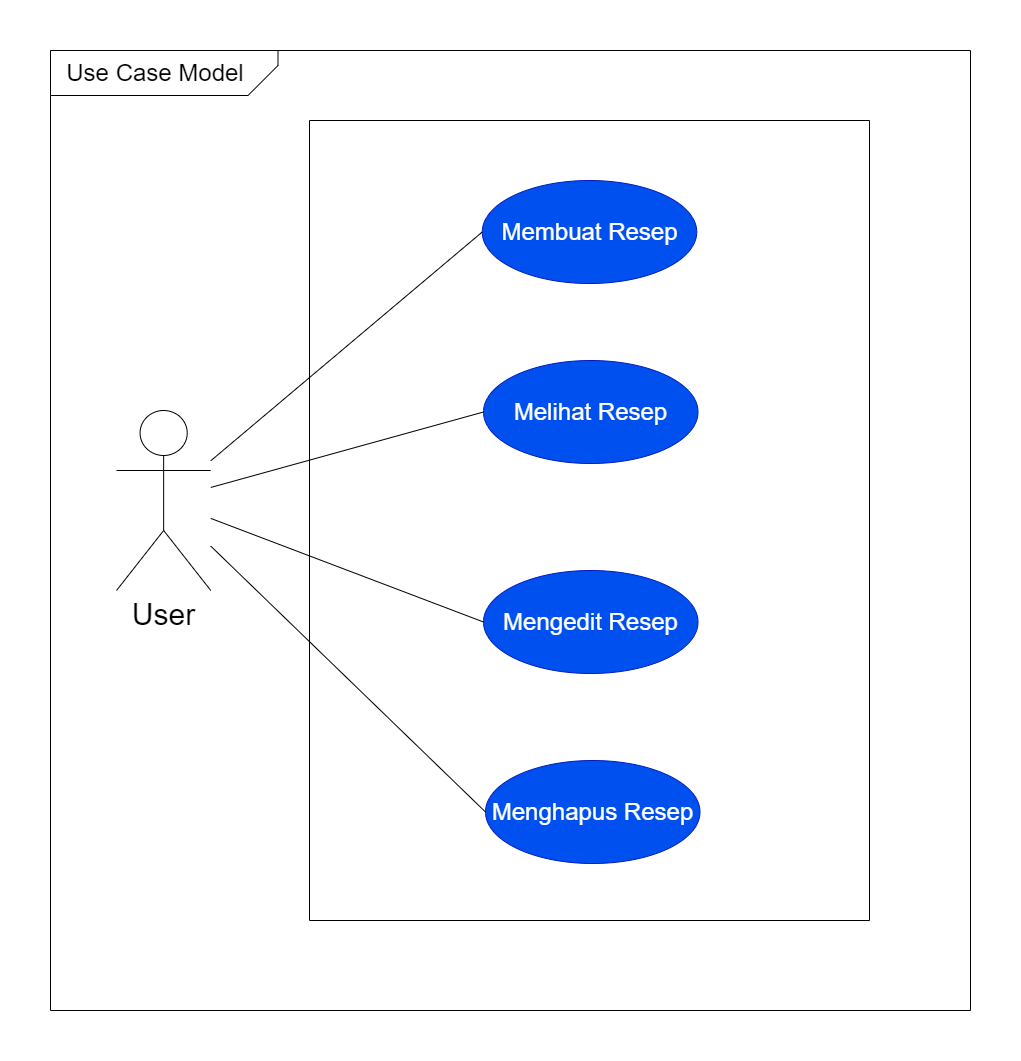 Use Case Model
Membuat Resep
Melihat Resep
Mengedit Resep
Menghapus Resep
User